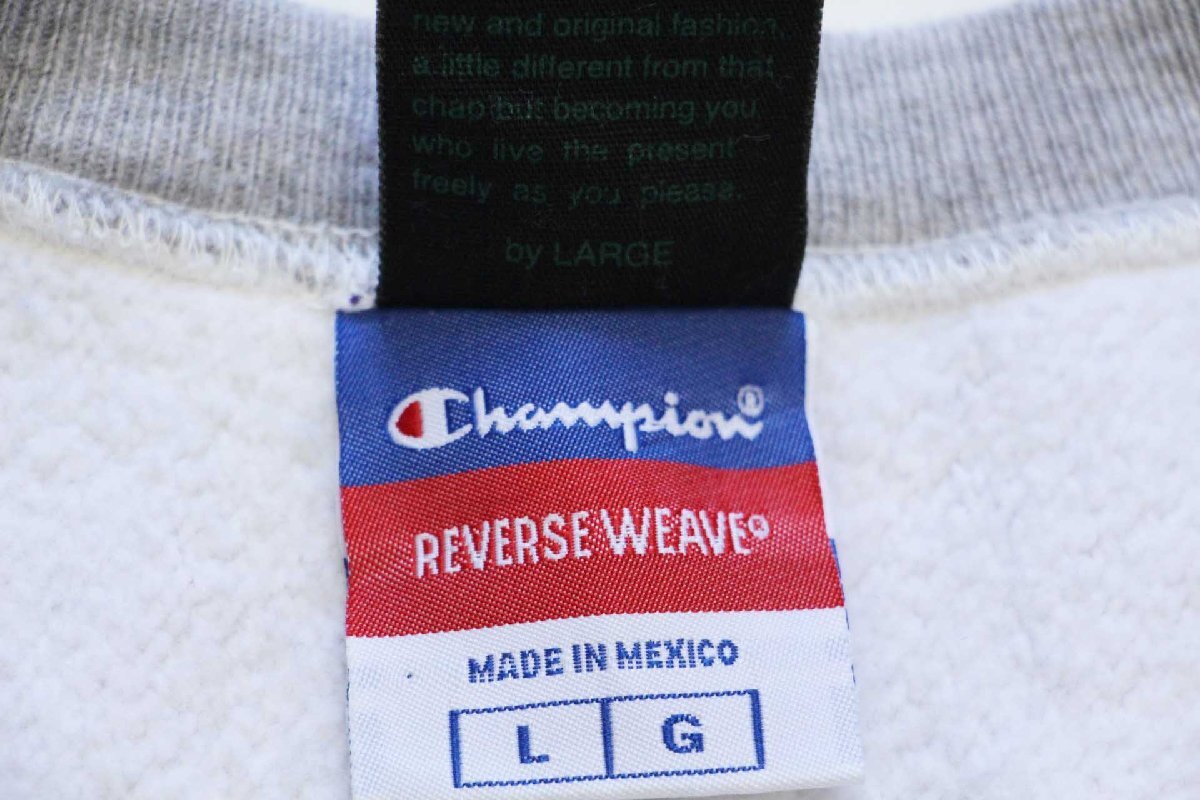 new and original fashion,
a little different from that
chap but becoming you
who live the present
freely as you please.
by LARGE
Champion®
REVERSE WEAVE®
MADE IN MEXICO
L G